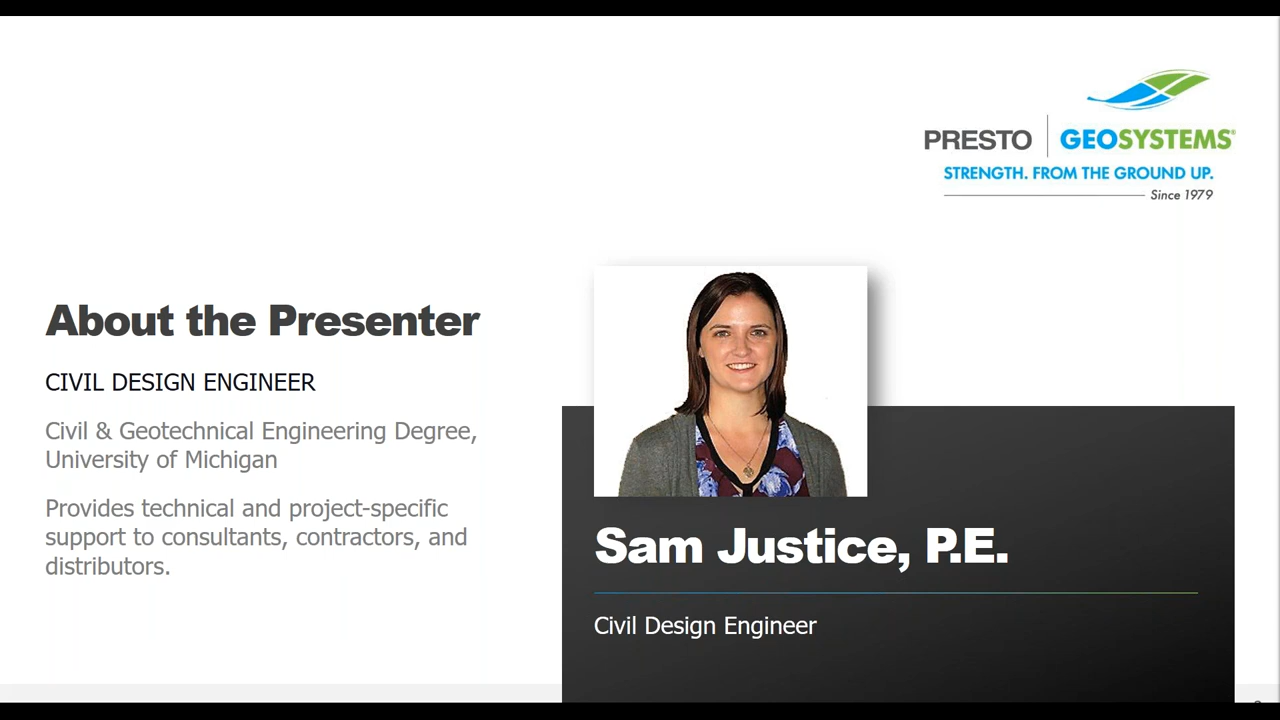 PRESTO GEOSYSTEMS®
STRENGTH. FROM THE GROUND UP.
Since 1979
About the Presenter
CIVIL DESIGN ENGINEER
Civil & Geotechnical Engineering Degree,
University of Michigan
Provides technical and project-specific
support to consultants, contractors, and
distributors.
Sam Justice, P.E.
Civil Design Engineer